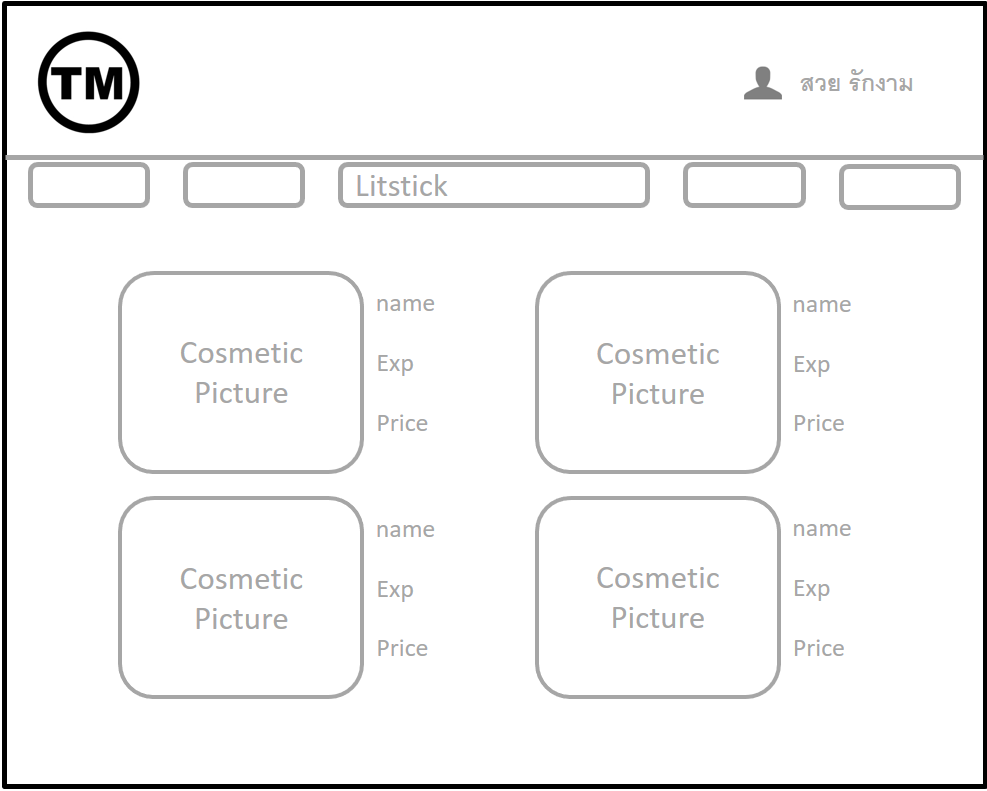 TM
สวย รักงาม
Litstick
Cosmetic
Picture
name
Exp
Price
Cosmetic
Picture
name
Exp
Price
Cosmetic
Picture
name
Exp
Price
Cosmetic
Picture
name
Exp
Price